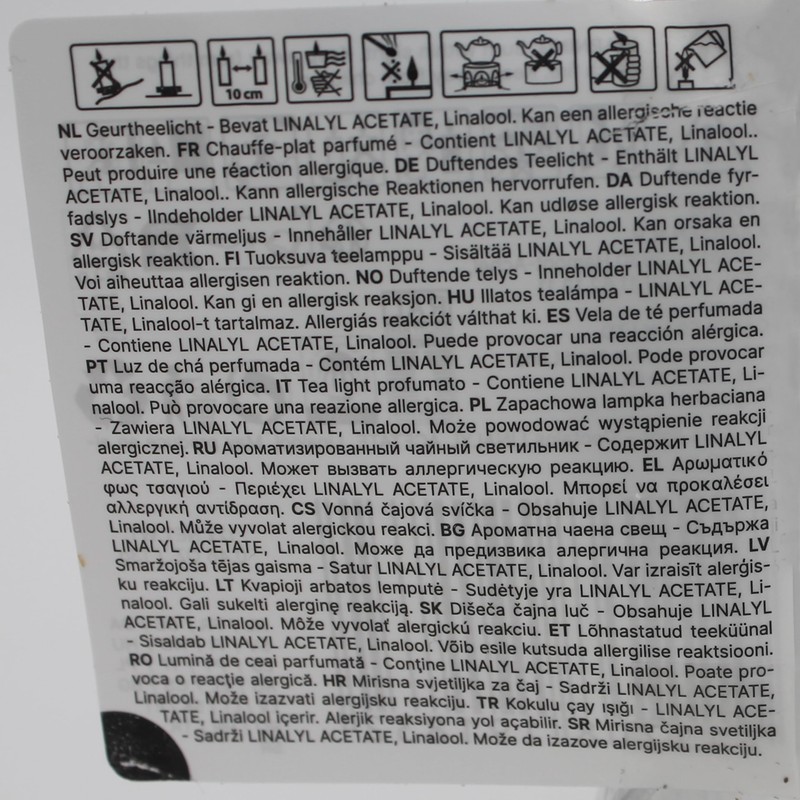 10 cm
NL Geurtheelicht - Bevat LINALYL ACETATE, Linalool. Kan een allergische reactie
veroorzaken. FR Chauffe-plat parfumé - Contient LINALYL ACETATE, Linalool..
Peut produire une réaction allergique. DE Duftendes Teelicht - Enthält LINALYL
ACETATE, Linalool.. Kann allergische Reaktionen hervorrufen. DA Duftende fyr-
fadslys - IIndeholder LINALYL ACETATE, Linalool. Kan udløse allergisk reaktion.
SV Doftande värmeljus - Innehåller LINALYL ACETATE, Linalool. Kan orsaka en
allergisk reaktion. FI Tuoksuva teelamppu - Sisältää LINALYL ACETATE, Linalool.
Voi aiheuttaa allergisen reaktion. NO Duftende telys - Inneholder LINALYL ACE-
TATE, Linalool. Kan gi en allergisk reaksjon. HU Illatos tealámpa - LINALYL ACE-
TATE, Linalool-t tartalmaz. Allergiás reakciót válthat ki. ES Vela de té perfumada
- Contiene LINALYL ACETATE, Linalool. Puede provocar una reacción alérgica.
PT Luz de chá perfumada - Contém LINALYL ACETATE, Linalool. Pode provocar
uma reacção alérgica. IT Tea light profumato - Contiene LINALYL ACETATE, Li-
nalool. Può provocare una reazione allergica. PL Zapachowa lampka herbaciana
- Zawiera LINALYL ACETATE, Linalool. Może powodować wystąpienie reakcji
alergicznej. RU Ароматизированный чайный светильник - Содержит LINALYL
ACETATE, Linalool. Может вызвать аллергическую реакцию. EL Αρωματικό
φως τσαγιού - Περιέχει LINALYL ACETATE, Linalool. Μπορεί να προκαλέσει
αλλεργική αντίδραση. CS Vonná čajová svíčka - Obsahuje LINALYL ACETATE,
Linalool. Může vyvolat alergickou reakci. BG Ароматна чаена свещ - Съдържа
LINALYL ACETATE, Linalool. Може да предизвика алергична реакция. LV
Smaržojoša tējas gaisma - Satur LINALYL ACETATE, Linalool. Var izraisīt alerģis-
ku reakciju. LT Kvapioji arbatos lemputė - Sudėtyje yra LINALYL ACETATE, Li-
nalool. Gali sukelti alerginę reakciją. SK Dišeča čajna luč - Obsahuje LINALYL
ACETATE, Linalool. Môže vyvolať alergickú reakciu. ET Lõhnastatud teeküünal
- Sisaldab LINALYL ACETATE, Linalool. Võib esile kutsuda allergilise reaktsiooni.
RO Lumină de ceai parfumată - Conţine LINALYL ACETATE, Linalool. Poate pro-
voca o reacţie alergică. HR Mirisna svjetiljka za čaj - Sadrži LINALYL ACETATE,
Linalool. Može izazvati alergijsku reakciju. TR Kokulu çay ışığı - LINALYL ACE-
TATE, Linalool içerir. Alerjik reaksiyona yol açabilir. SR Mirisna čajna svetiljka
- Sadrži LINALYL ACETATE, Linalool. Može da izazove alergijsku reakciju.